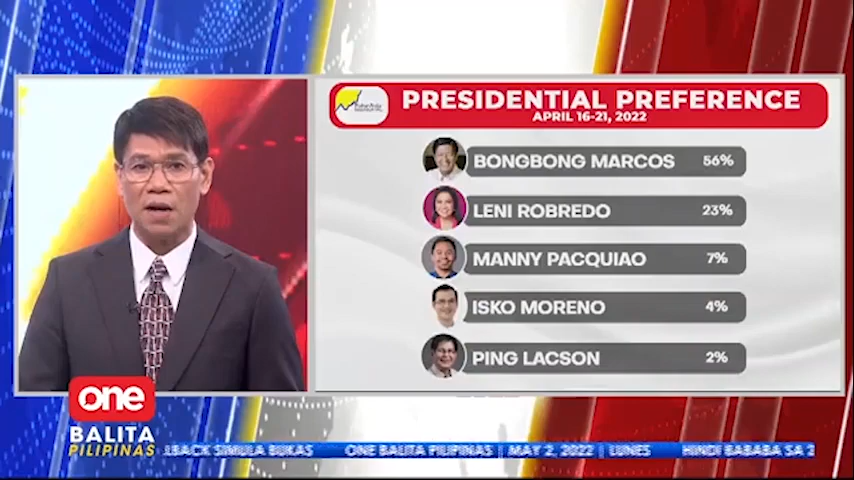 PRESIDENTIAL PREFERENCE
APRIL 16-21, 2022
BONGBONG MARCOS 56%
LENI ROBREDO 23%
MANNY PACQUIAO 7%
ISKO MORENO 4%
PING LACSON 2%
one
BALITA
PILIPINAS
LBACK SIMULA BUKAS ONE BALITA PILIPINAS | MAY 2, 2022 | LUNES HINDI BABABA SA 2